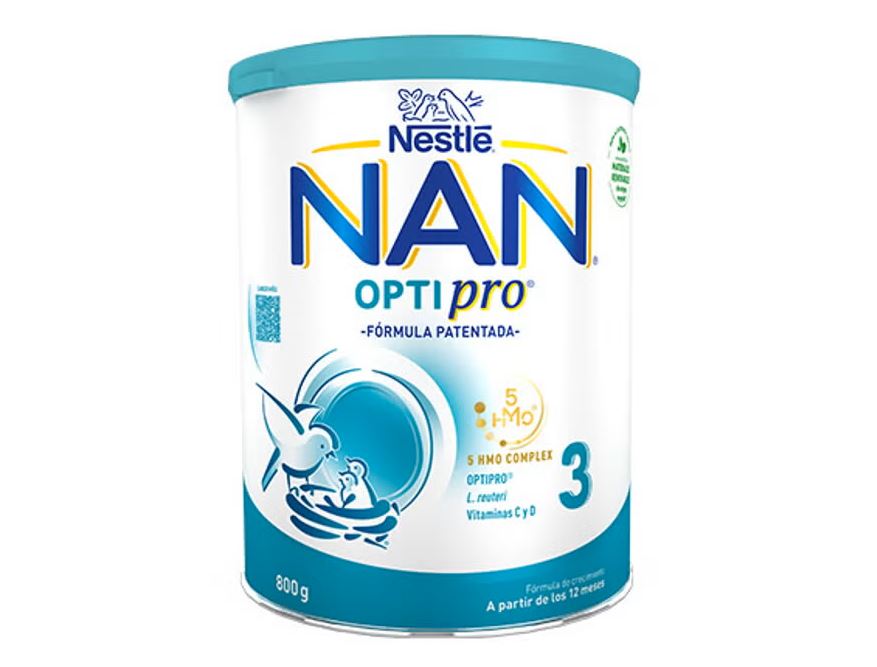 Nestlé
NAN®
OPTIpro®
-FÓRMULA PATENTADA-
5
HMO®
5 HMO COMPLEX
OPTIPRO®
L. reuteri
Vitaminas C y D
3
800g
Fórmula de crecimiento
A partir de los 12 meses